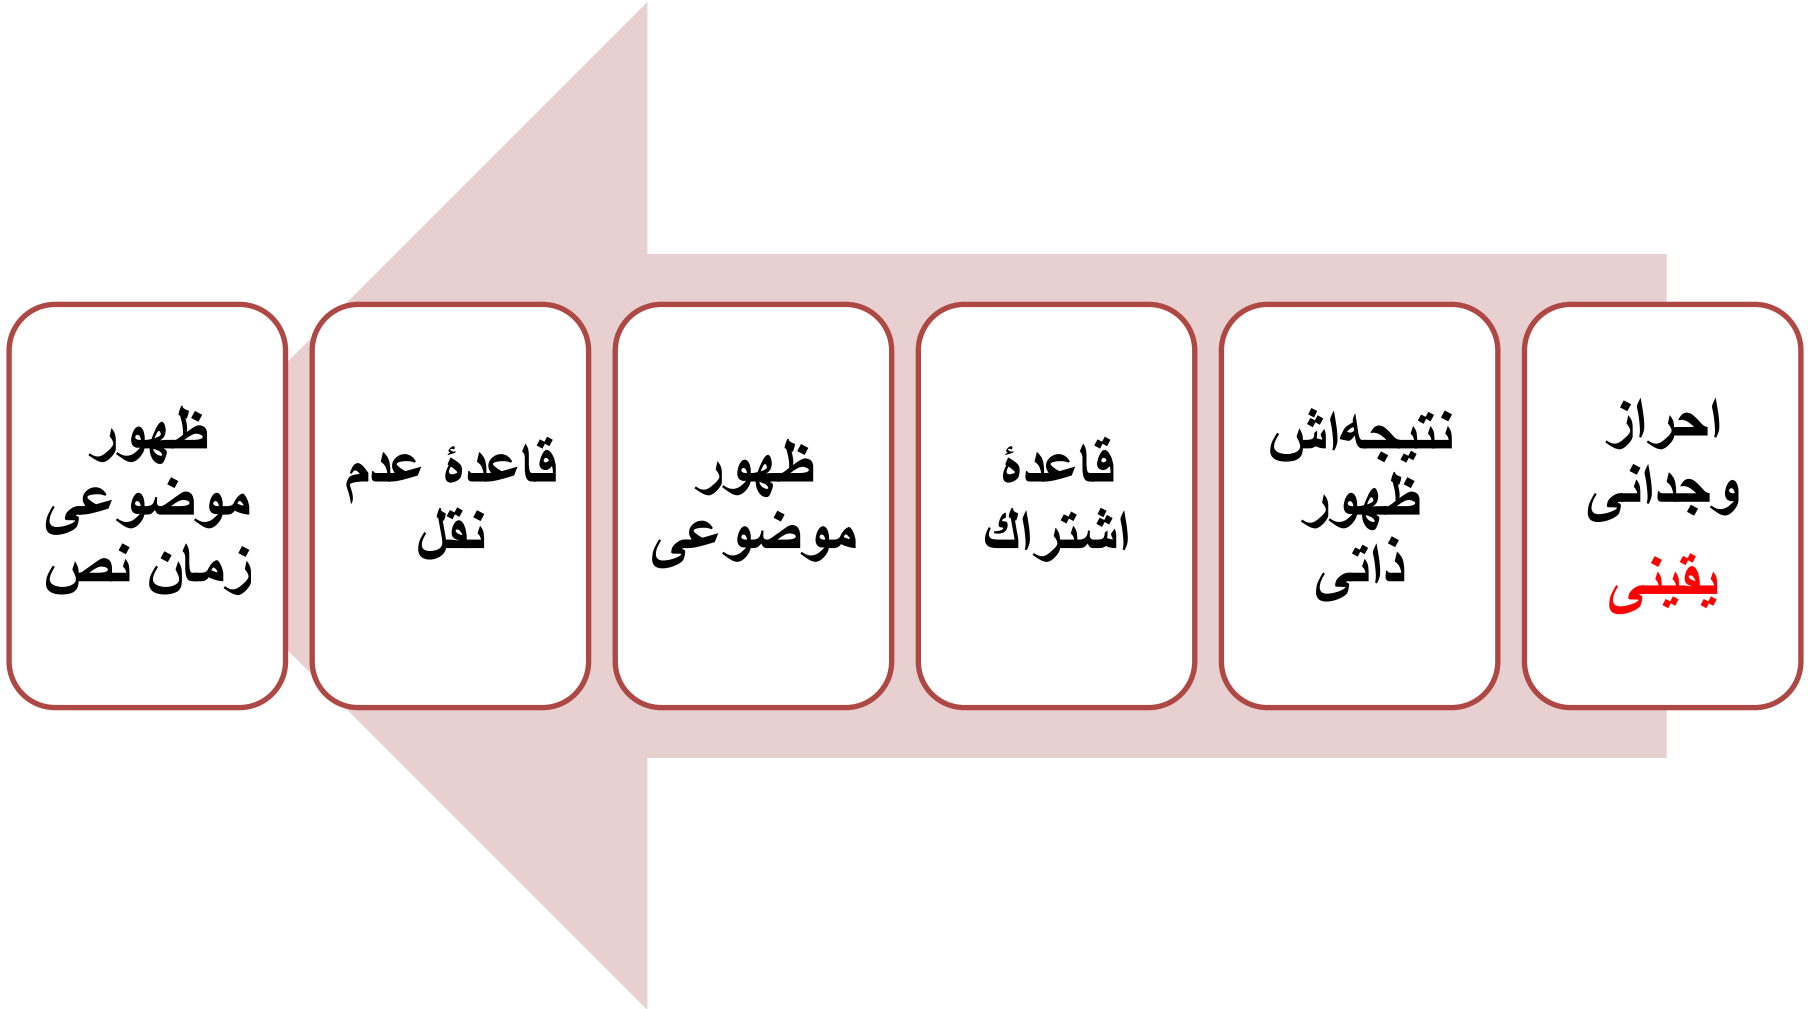 احراز
وجدانی
یقینی
نتیجه‌اش
ظهور
ذاتی
قاعدۀ
اشتراك
ظهور
موضوعی
قاعدۀ عدم
نقل
ظهور
موضوعی
زمان نص